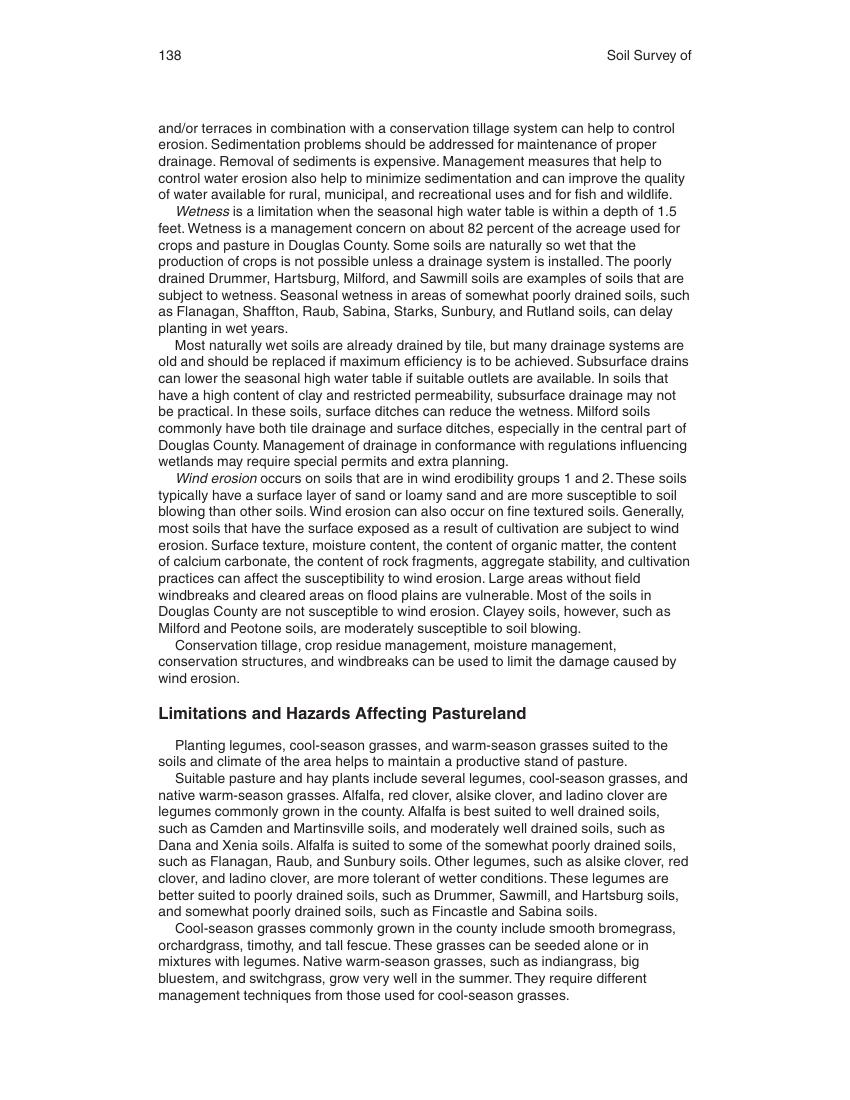 138
Soil Survey of
and/or terraces in combination with a conservation tillage system can help to control
erosion. Sedimentation problems should be addressed for maintenance of proper
drainage. Removal of sediments is expensive. Management measures that help to
control water erosion also help to minimize sedimentation and can improve the quality
of water available for rural, municipal, and recreational uses and for fish and wildlife.
Wetness is a limitation when the seasonal high water table is within a depth of 1.5
feet. Wetness is a management concern on about 82 percent of the acreage used for
crops and pasture in Douglas County. Some soils are naturally so wet that the
production of crops is not possible unless a drainage system is installed. The poorly
drained Drummer, Hartsburg, Milford, and Sawmill soils are examples of soils that are
subject to wetness. Seasonal wetness in areas of somewhat poorly drained soils, such
as Flanagan, Shaffton, Raub, Sabina, Starks, Sunbury, and Rutland soils, can delay
planting in wet years.
Most naturally wet soils are already drained by tile, but many drainage systems are
old and should be replaced if maximum efficiency is to be achieved. Subsurface drains
can lower the seasonal high water table if suitable outlets are available. In soils that
have a high content of clay and restricted permeability, subsurface drainage may not
be practical. In these soils, surface ditches can reduce the wetness. Milford soils
commonly have both tile drainage and surface ditches, especially in the central part of
Douglas County. Management of drainage in conformance with regulations influencing
wetlands may require special permits and extra planning.
Wind erosion occurs on soils that are in wind erodibility groups 1 and 2. These soils
typically have a surface layer of sand or loamy sand and are more susceptible to soil
blowing than other soils. Wind erosion can also occur on fine textured soils. Generally,
most soils that have the surface exposed as a result of cultivation are subject to wind
erosion. Surface texture, moisture content, the content of organic matter, the content
of calcium carbonate, the content of rock fragments, aggregate stability, and cultivation
practices can affect the susceptibility to wind erosion. Large areas without field
windbreaks and cleared areas on flood plains are vulnerable. Most of the soils in
Douglas County are not susceptible to wind erosion. Clayey soils, however, such as
Milford and Peotone soils, are moderately susceptible to soil blowing.
Conservation tillage, crop residue management, moisture management,
conservation structures, and windbreaks can be used to limit the damage caused by
wind erosion.
Limitations and Hazards Affecting Pastureland
Planting legumes, cool-season grasses, and warm-season grasses suited to the
soils and climate of the area helps to maintain a productive stand of pasture.
Suitable pasture and hay plants include several legumes, cool-season grasses, and
native warm-season grasses. Alfalfa, red clover, alsike clover, and ladino clover are
legumes commonly grown in the county. Alfalfa is best suited to well drained soils,
such as Camden and Martinsville soils, and moderately well drained soils, such as
Dana and Xenia soils. Alfalfa is suited to some of the somewhat poorly drained soils,
such as Flanagan, Raub, and Sunbury soils. Other legumes, such as alsike clover, red
clover, and ladino clover, are more tolerant of wetter conditions. These legumes are
better suited to poorly drained soils, such as Drummer, Sawmill, and Hartsburg soils,
and somewhat poorly drained soils, such as Fincastle and Sabina soils.
Cool-season grasses commonly grown in the county include smooth bromegrass,
orchardgrass, timothy, and tall fescue. These grasses can be seeded alone or in
mixtures with legumes. Native warm-season grasses, such as indiangrass, big
bluestem, and switchgrass, grow very well in the summer. They require different
management techniques from those used for cool-season grasses.